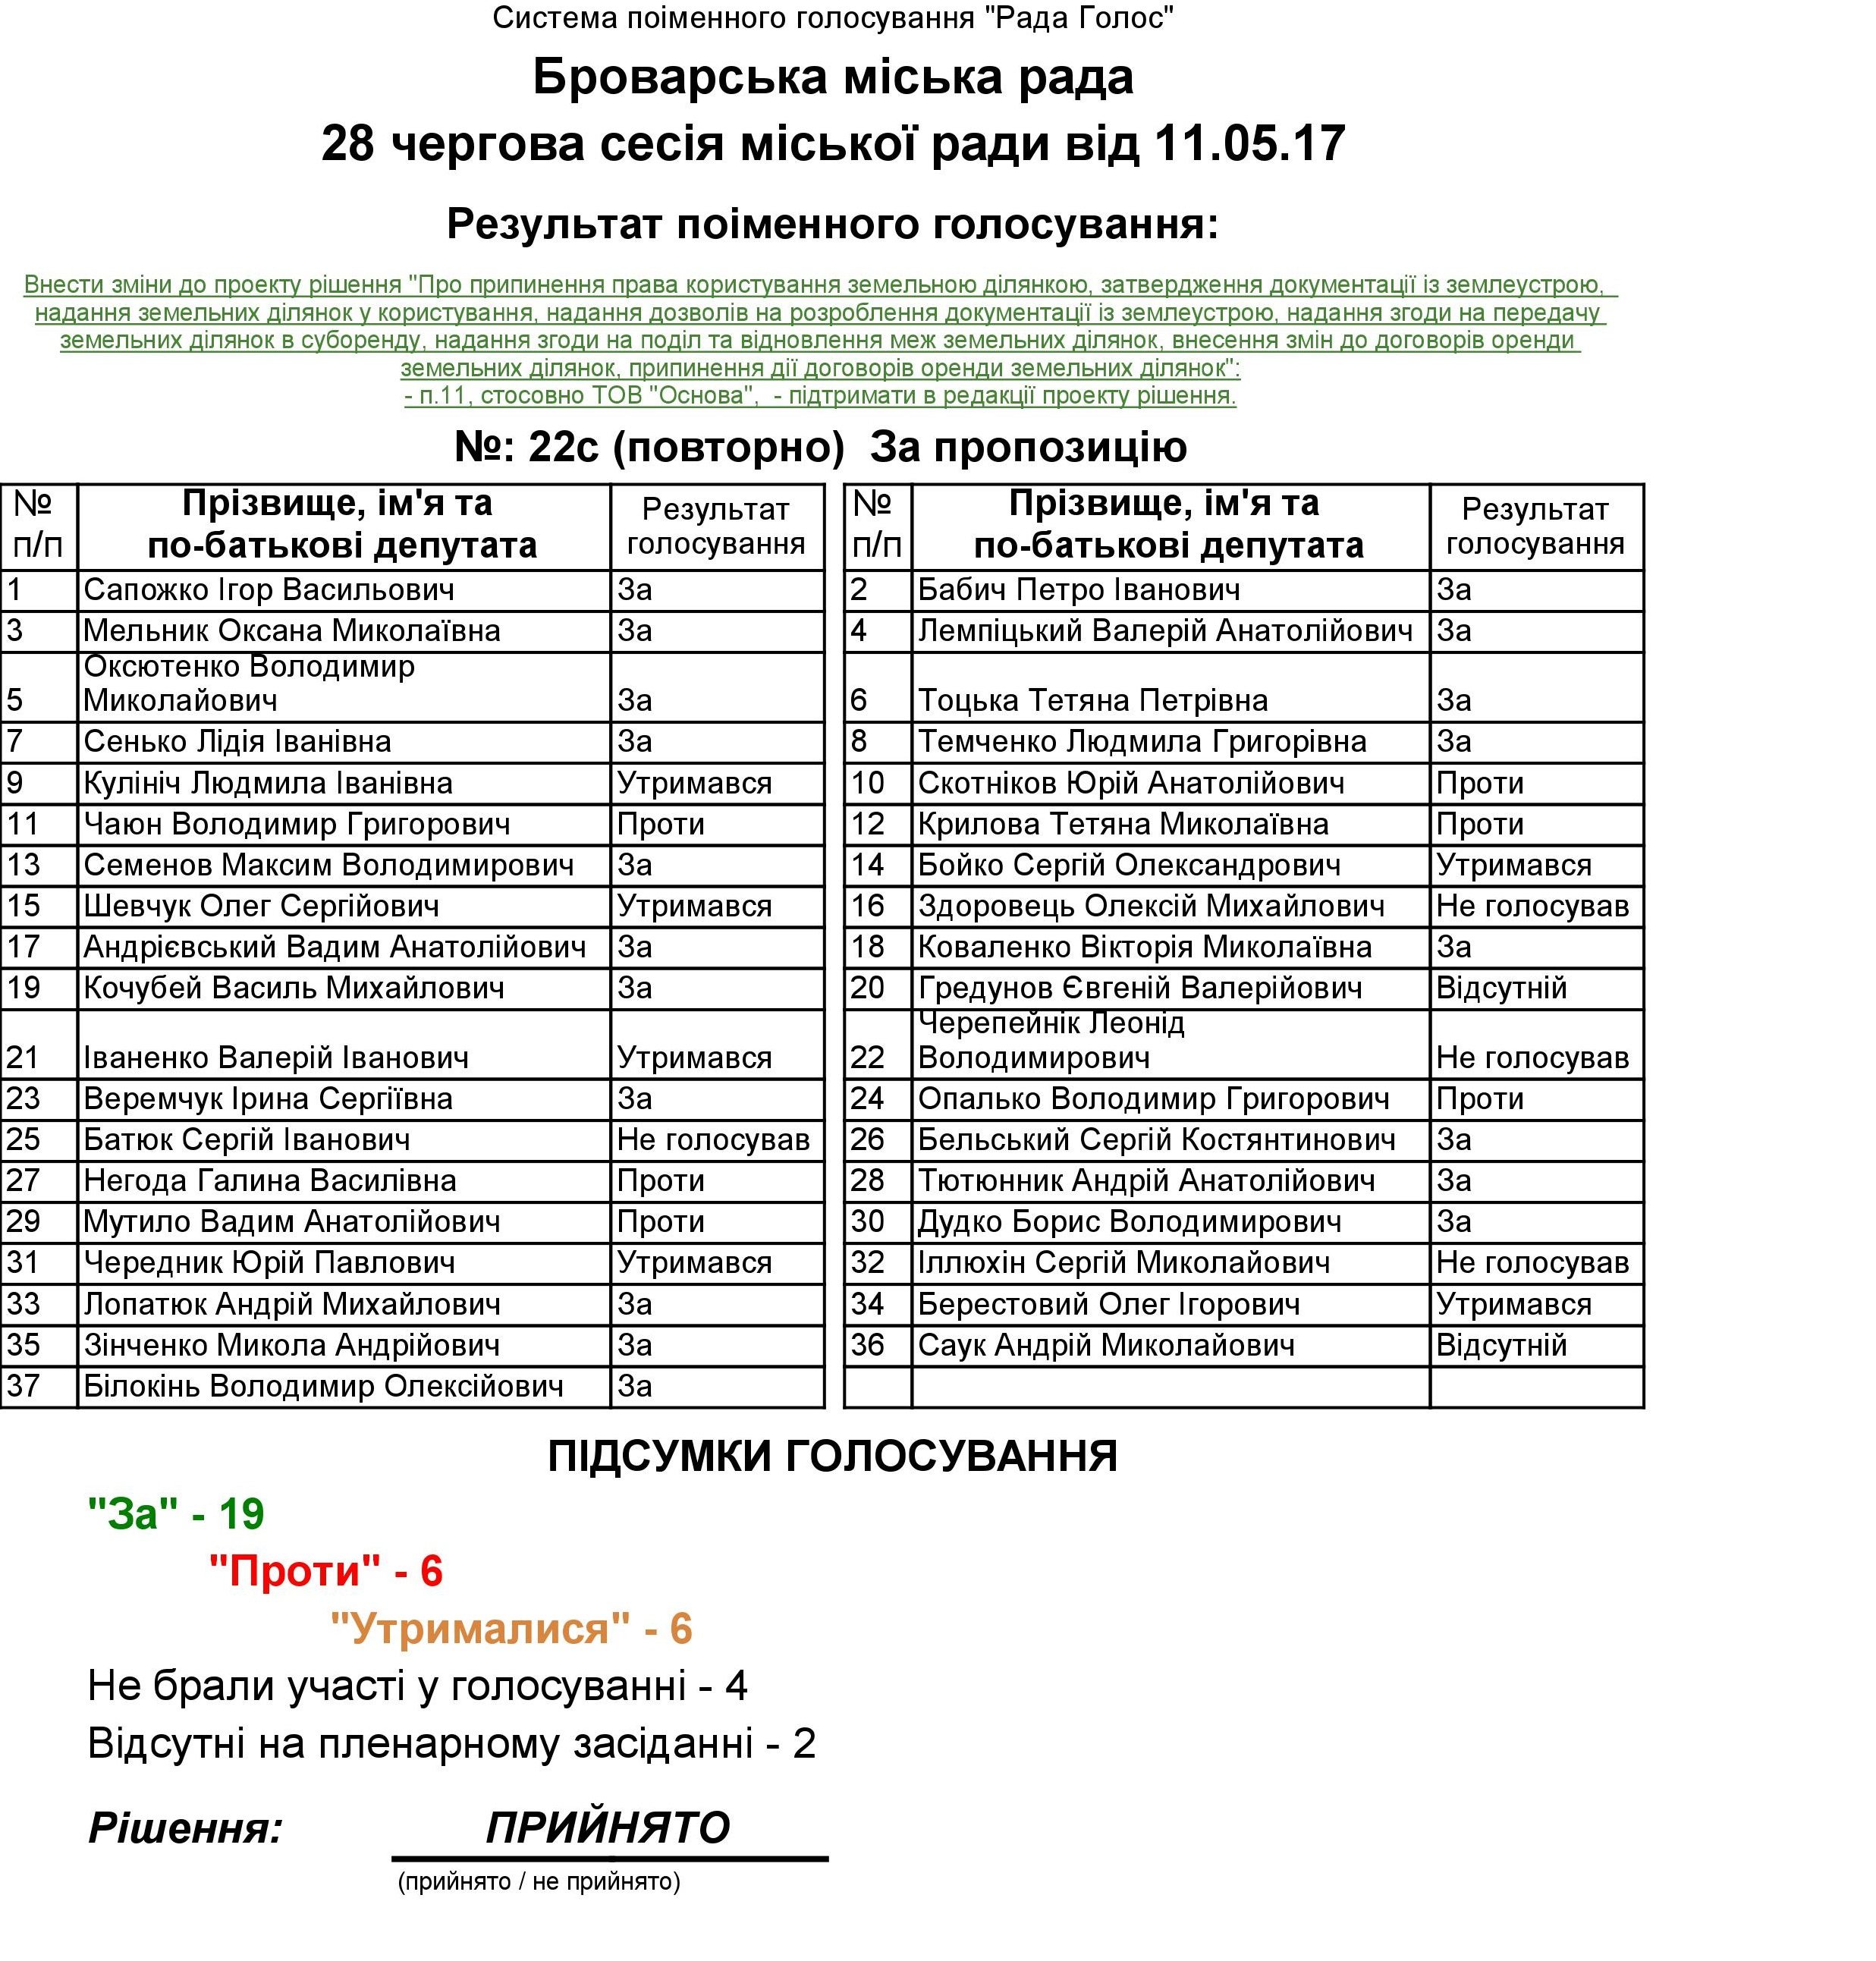 Система поіменного голосування "Рада Голос"
Броварська міська рада
28 чергова сесія міської ради від 11.05.17
Результат поіменного голосування:
Внести зміни до проекту рішення "Про припинення права користування земельною ділянкою, затвердження документації із землеустрою,
надання земельних ділянок у користування, надання дозволів на розроблення документації із землеустрою, надання згоди на передачу
земельних ділянок в суборенду, надання згоди на поділ та відновлення меж земельних ділянок, внесення змін до договорів оренди
земельних ділянок, припинення дії договорів оренди земельних ділянок":
- п.11, стосовно ТОВ "Основа",  - підтримати в редакції проекту рішення.
№: 22с (повторно)  За пропозицію
№ п/п Прізвище, ім'я та по-батькові депутата Результат голосування № п/п Прізвище, ім'я та по-батькові депутата Результат голосування
1 Сапожко Ігор Васильович За 2 Бабич Петро Іванович За
3 Мельник Оксана Миколаївна За 4 Лемпіцький Валерій Анатолійович За
5 Оксютенко Володимир Миколайович За 6 Тоцька Тетяна Петрівна За
7 Сенько Лідія Іванівна За 8 Темченко Людмила Григорівна За
9 Кулініч Людмила Іванівна Утримався 10 Скотніков Юрій Анатолійович Проти
11 Чаюн Володимир Григорович Проти 12 Крилова Тетяна Миколаївна Проти
13 Семенов Максим Володимирович За 14 Бойко Сергій Олександрович Утримався
15 Шевчук Олег Сергійович Утримався 16 Здоровець Олексій Михайлович Не голосував
17 Андрієвський Вадим Анатолійович За 18 Коваленко Вікторія Миколаївна За
19 Кочубей Василь Михайлович За 20 Гредунов Євгеній Валерійович Відсутній
21 Іваненко Валерій Іванович Утримався 22 Черепейнік Леонід Володимирович Не голосував
23 Веремчук Ірина Сергіївна За 24 Опалько Володимир Григорович Проти
25 Батюк Сергій Іванович Не голосував 26 Бельський Сергій Костянтинович За
27 Негода Галина Василівна Проти 28 Тютюнник Андрій Анатолійович За
29 Мутило Вадим Анатолійович Проти 30 Дудко Борис Володимирович За
31 Чередник Юрій Павлович Утримався 32 Іллюхін Сергій Миколайович Не голосував
33 Лопатюк Андрій Михайлович За 34 Берестовий Олег Ігорович Утримався
35 Зінченко Микола Андрійович За 36 Саук Андрій Миколайович Відсутній
37 Білокінь Володимир Олексійович За
ПІДСУМКИ ГОЛОСУВАННЯ
"За" - 19
"Проти" - 6
"Утрималися" - 6
Не брали участі у голосуванні - 4
Відсутні на пленарному засіданні - 2
Рішення: ПРИЙНЯТО
(прийнято / не прийнято)